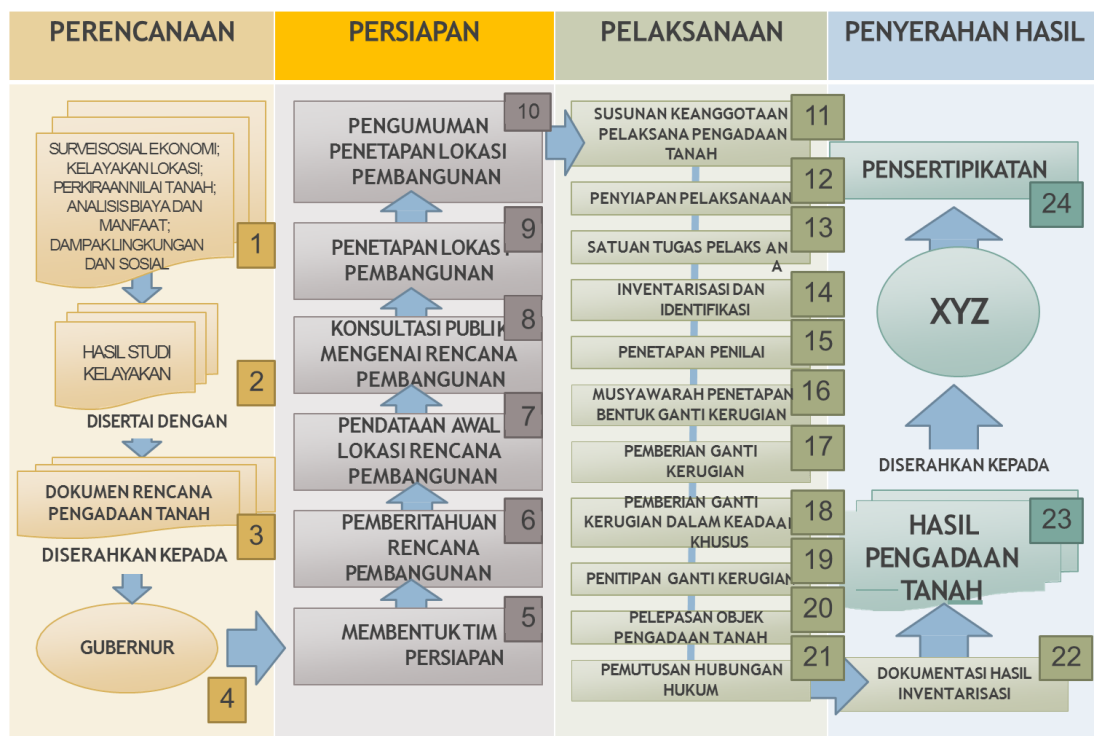 PERENCANAAN
PERSIAPAN
PELAKSANAAN
PENYERAHAN HASIL
SURVEISOSIAL EKONOMI;
KELAYAKAN LOKASI;
PERKIRAANNILAI TANAH;
ANALISISBIAYA DAN
MANFAAT;
DAMPAKLINGKUNGAN
DAN SOSIAL
1
HASIL STUDI
KELAYAKAN
2
DISERTAI DENGAN
DOKUMEN RENCANA
PENGADAAN TANAH
3
DISERAHKAN KEPADA
GUBERNUR
4
PENGUMUMAN
PENETAPAN LOKASI
PEMBANGUNAN
10
PENETAPAN LOKASI
PEMBANGUNAN
9
KONSULTASI PUBLIK
MENGENAI RENCANA
PEMBANGUNAN
8
PENDATAAN AWAL
LOKASI RENCANA
PEMBANGUNAN
7
PEMBERITAHUAN
RENCANA
PEMBANGUNAN
6
MEMBENTUK TIM
PERSIAPAN
5
SUSUNAN KEANGGOTAAN
PELAKSANA PENGADAAN
TANAH
11
PENYIAPAN PELAKSANAAN
12
SATUAN TUGAS PELAKS AN
A
13
INVENTARISASI DAN
IDENTIFIKASI
14
PENETAPAN PENILAI
15
MUSYAWARAH PENETAPAN
BENTUK GANTI KERUGIAN
16
PEMBERIAN GANTI
KERUGIAN
17
PEMBERIAN GANTI
KERUGIAN DALAM KEADAAN
KHUSUS
18
PENITIPAN GANTI KERUGIAN
19
PELEPASAN OBJEK
PENGADAAN TANAH
20
PEMUTUSAN HUBUNGAN
HUKUM
21
PENSERTIPIKATAN
24
XYZ
DISERAHKAN KEPADA
HASIL
PENGADAAN
TANAH
23
DOKUMENTASI HASIL
INVENTARISASI
22